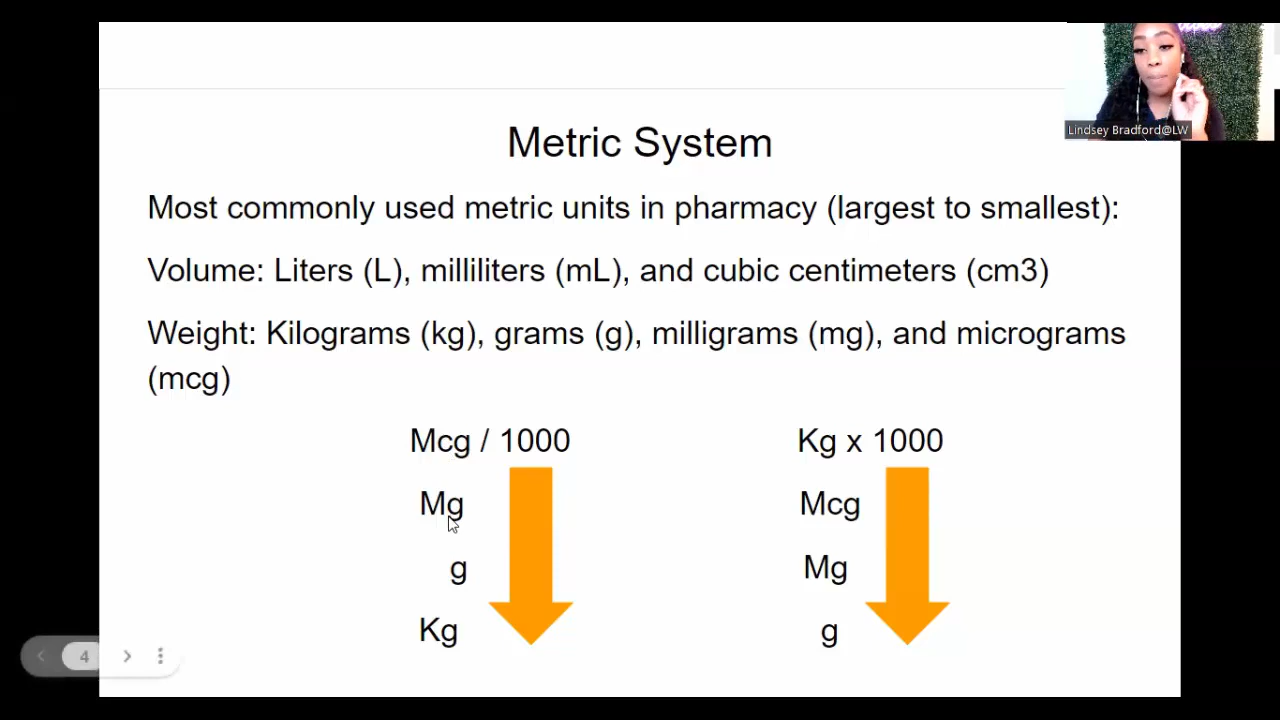 Lindsey Bradford@LW
Metric System
Most commonly used metric units in pharmacy (largest to smallest):
Volume: Liters (L), milliliters (mL), and cubic centimeters (cm3)
Weight: Kilograms (kg), grams (g), milligrams (mg), and micrograms
(mcg)
Mcg / 1000
Mg
g
Kg
Kg x 1000
Mcg
Mg
g
4